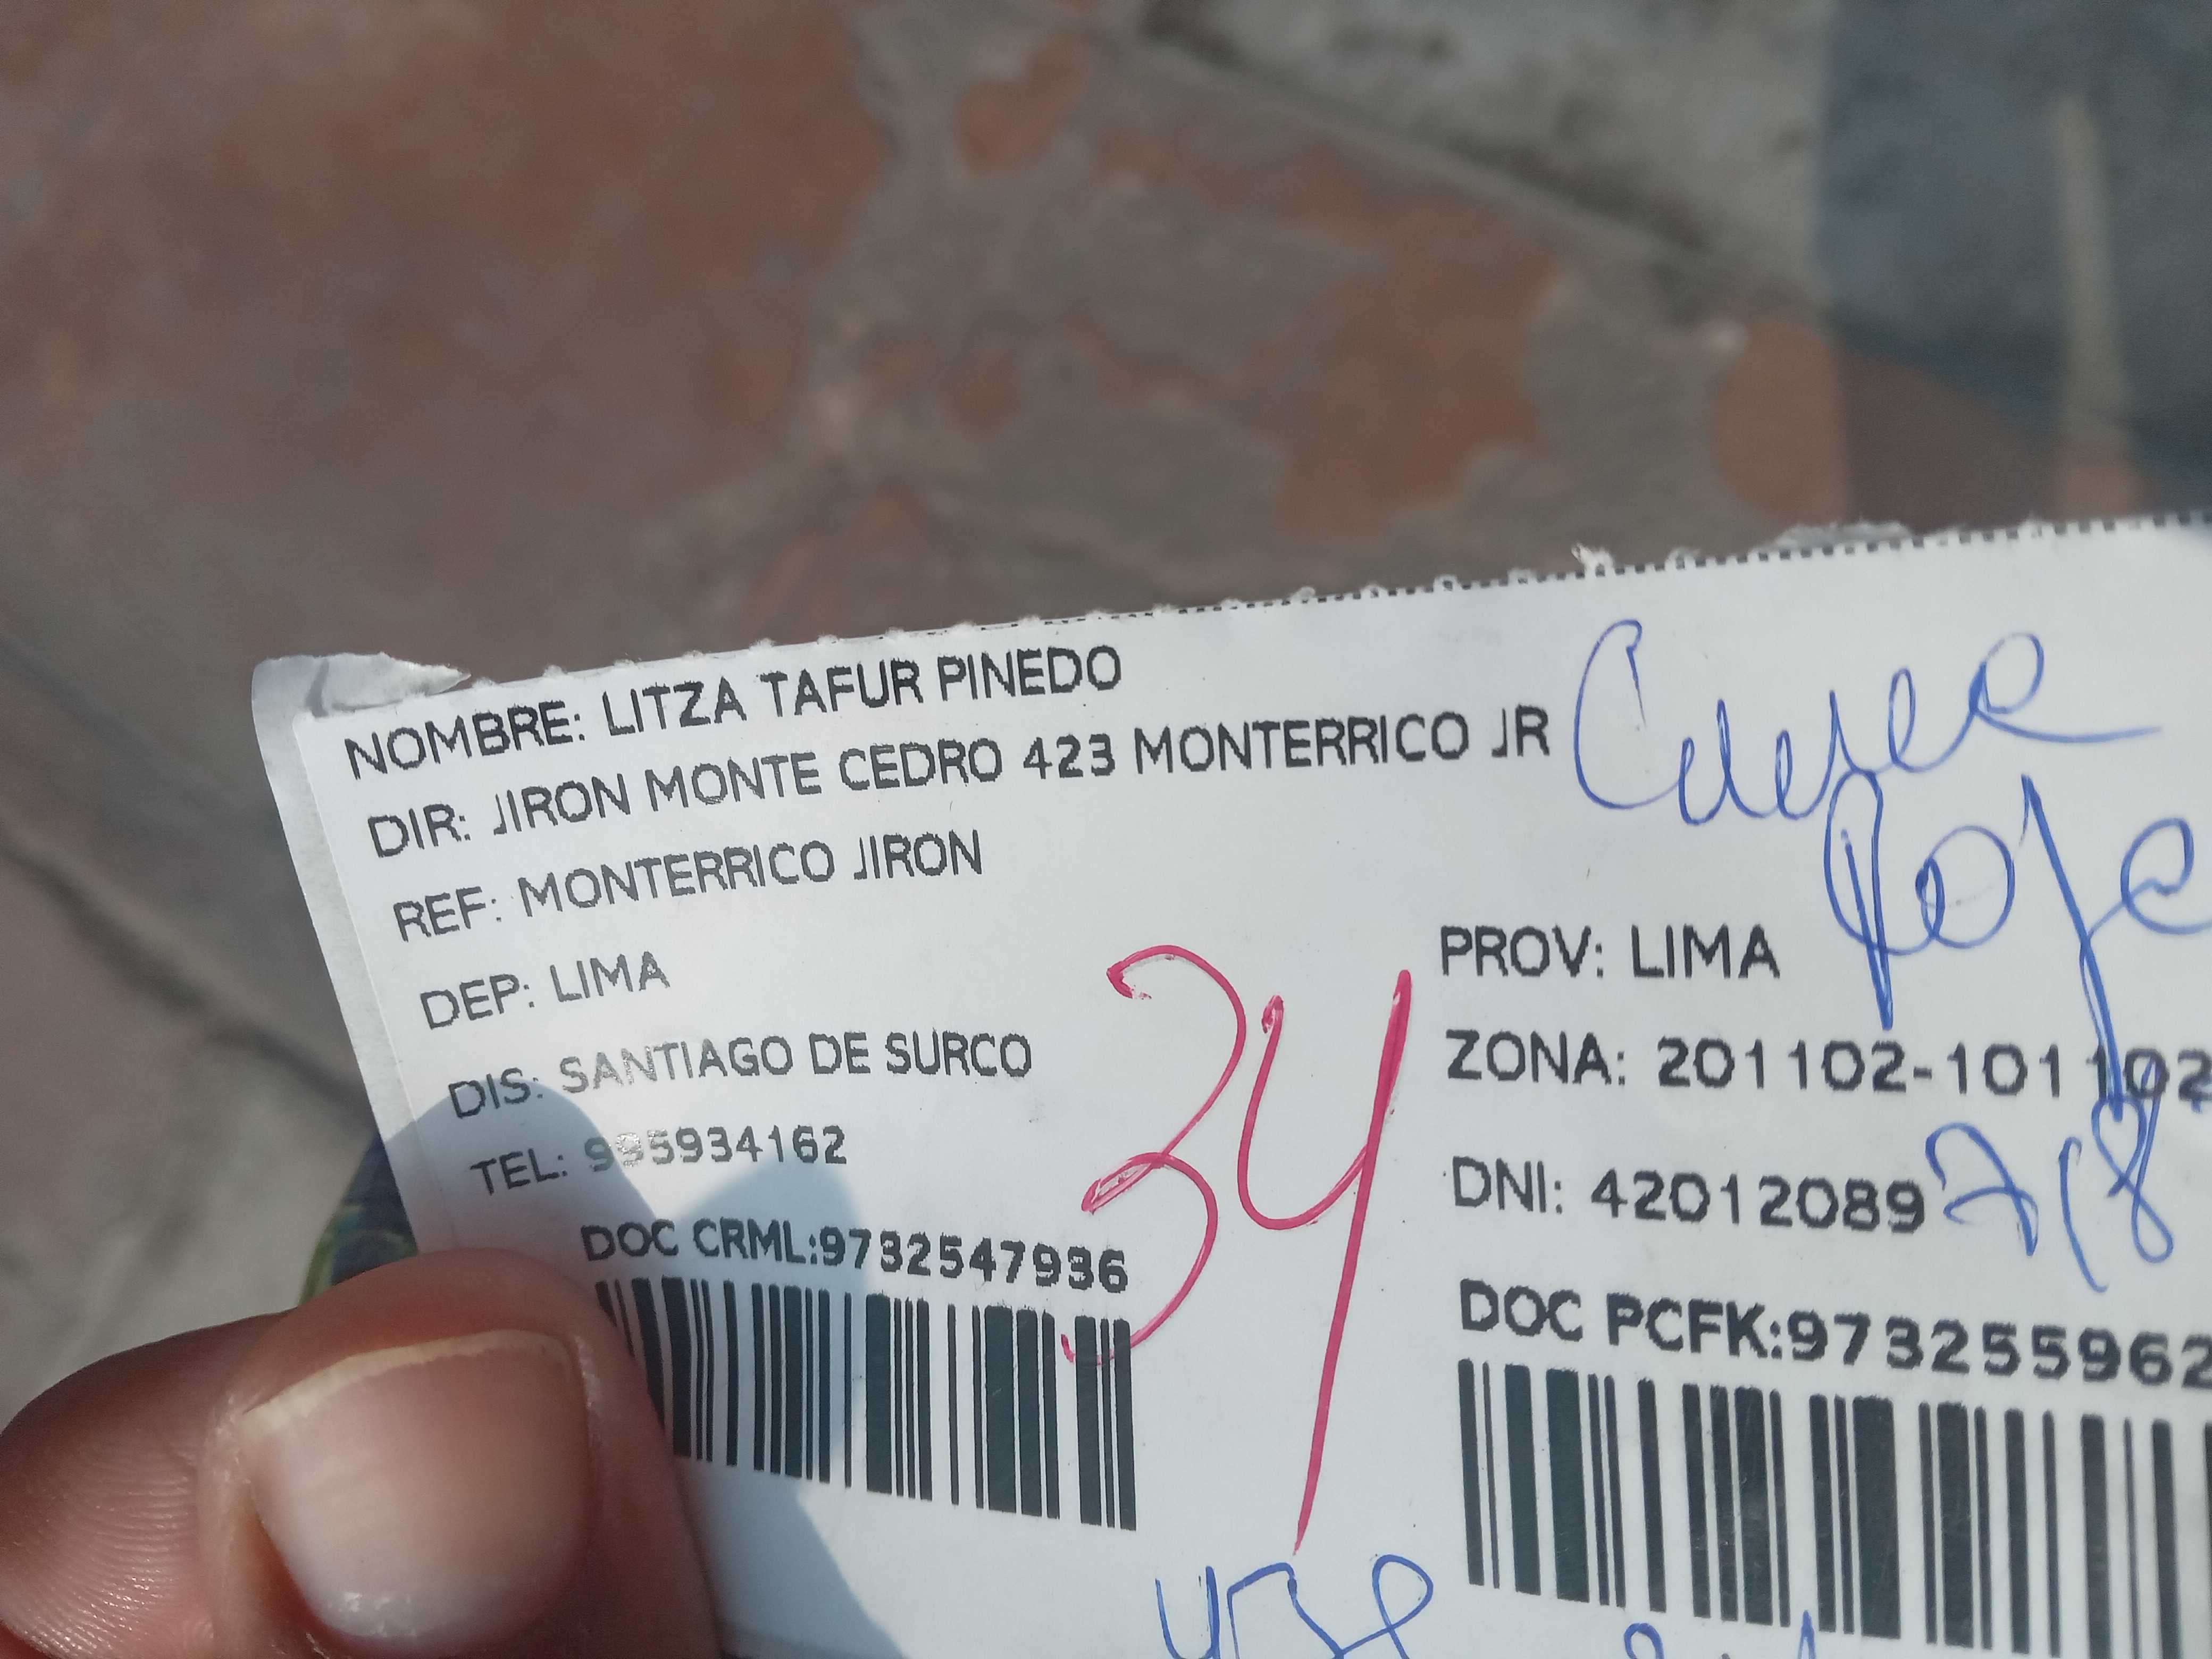 NOMBRE: LITZA TAFUR PINEDO
DIR: JIRON MONTE CEDRO 423 MONTERRICO JR
REF: MONTERRICO JIRON
DEP: LIMA
PROV: LIMA
DIS: SANTIAGO DE SURCO
ZONA: 201102-101102
TEL: 995934162
DNI: 42012089
34
DOC CRML:9732547936
DOC PCFK:973255962